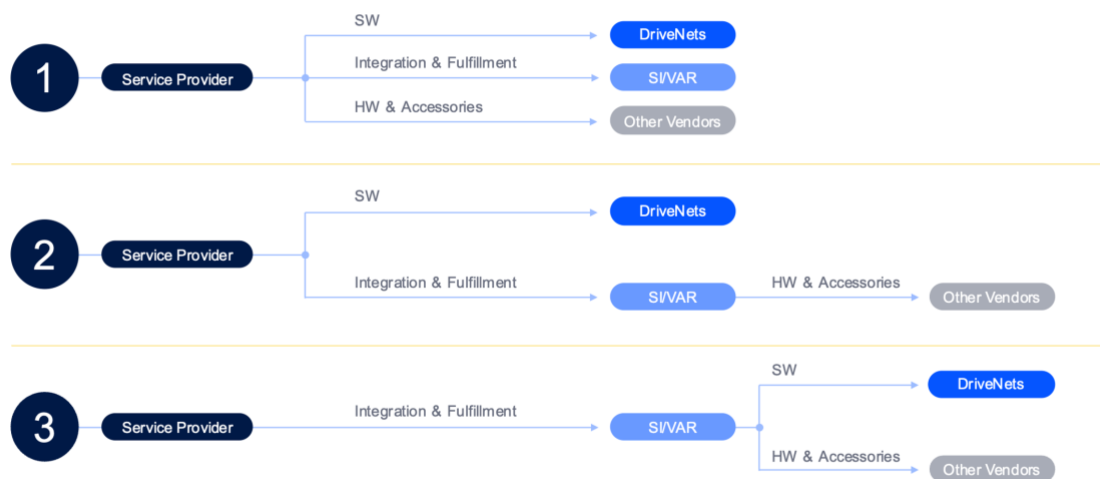 SW
DriveNets
1
Service Provider
Integration & Fulfillment
SI/VAR
HW & Accessories
Other Vendors
SW
DriveNets
2
Service Provider
Integration & Fulfillment
SI/VAR
HW & Accessories
Other Vendors
SW
DriveNets
3
Service Provider
Integration & Fulfillment
SI/VAR
HW & Accessories
Other Vendors